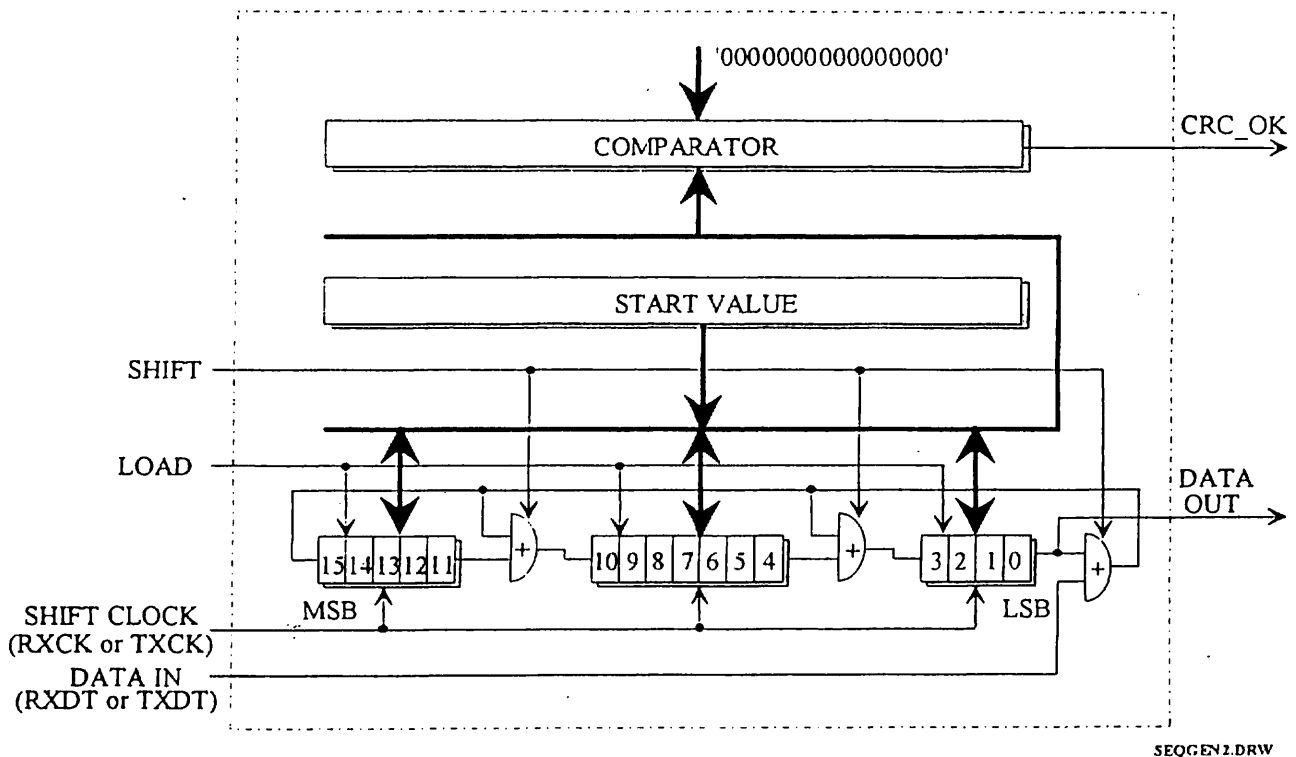 '0000000000000000'
COMPARATOR
CRC_OK
START VALUE
SHIFT
LOAD
DATA
OUT
15 14 13 12 11
+
10 9 8 7 6 5 4
+
3 2 1 0
+
MSB
LSB
SHIFT CLOCK
(RXCK or TXCK)
DATA IN
(RXDT or TXDT)
SEQGEN2.DRW